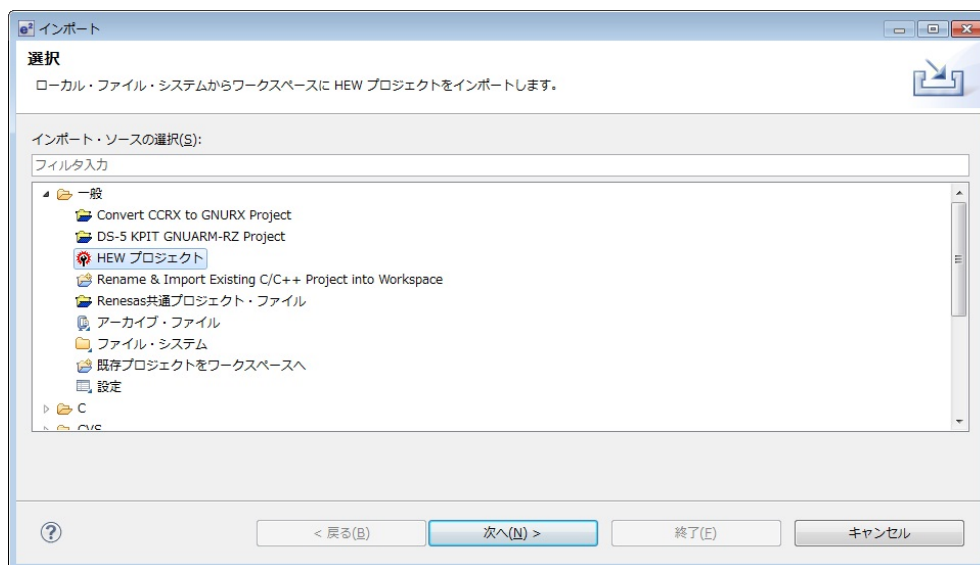 e² インポート
選択
ローカル・ファイル・システムからワークスペースに HEW プロジェクトをインポートします。
インポート・ソースの選択(S):
フィルタ入力
一般
Convert CCRX to GNURX Project
DS-5 KPIT GNUARM-RZ Project
HEW プロジェクト
Rename & Import Existing C/C++ Project into Workspace
Renesas共通プロジェクト・ファイル
アーカイブ・ファイル
ファイル・システム
既存プロジェクトをワークスペースへ
設定
C
CVS
< 戻る(B) 次へ(N) > 終了(F) キャンセル